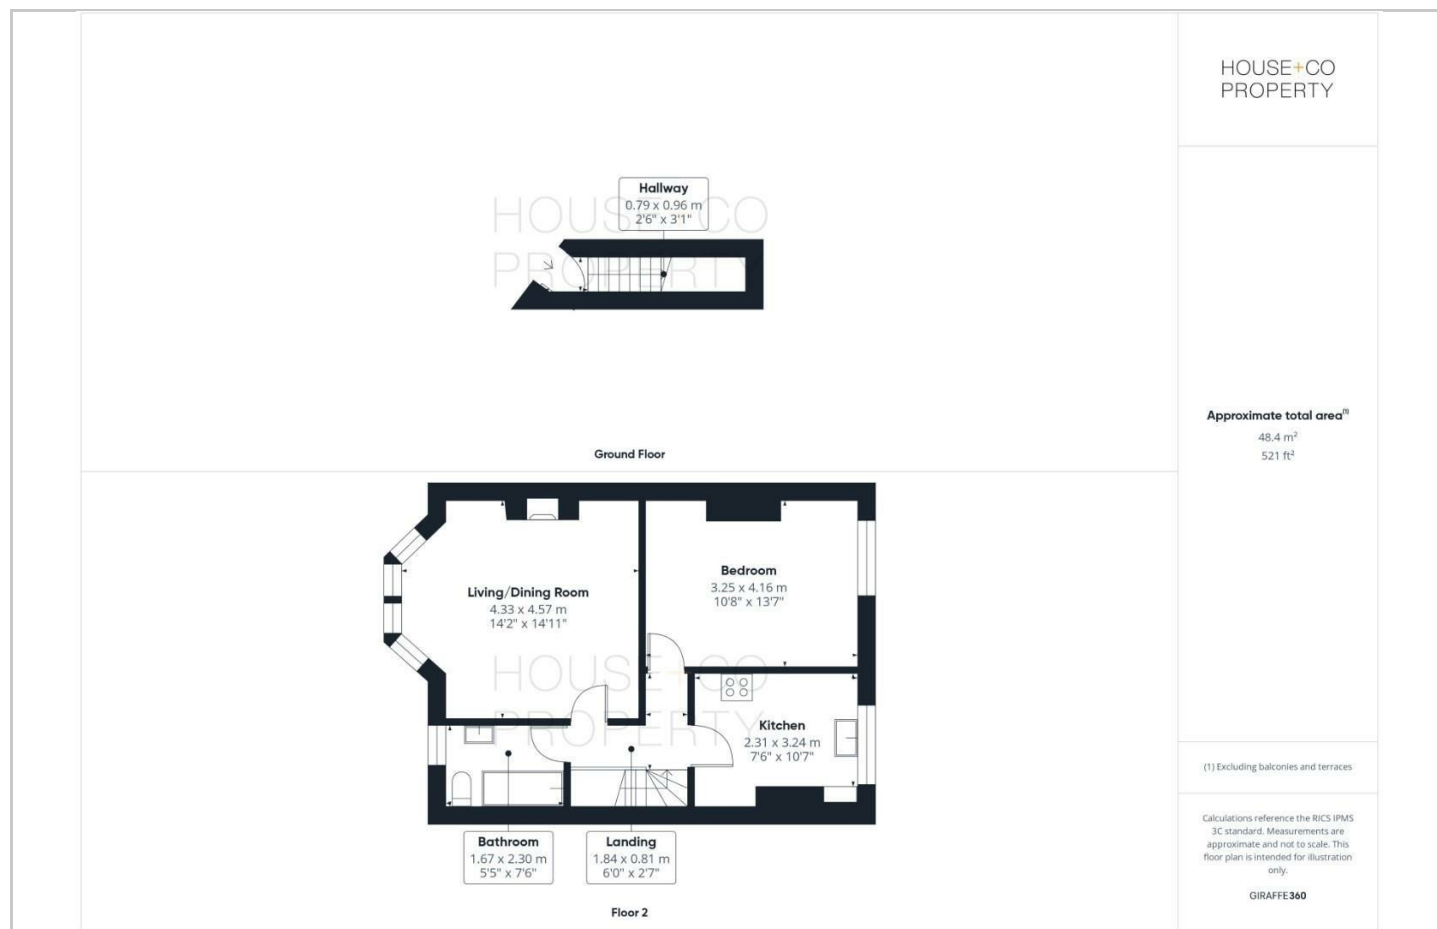 HOUSE+CO
PROPERTY
Hallway
0.79 x 0.96 m
2'6" x 3'1"
HOUSE+CO
PROPERTY
Ground Floor
Approximate total area⁽¹⁾
48.4 m²
521 ft²
Living/Dining Room
4.33 x 4.57 m
14'2" x 14'11"
Bedroom
3.25 x 4.16 m
10'8" x 13'7"
HOUSE+CO
PROPERTY
Kitchen
2.31 x 3.24 m
7'6" x 10'7"
Bathroom
1.67 x 2.30 m
5'5" x 7'6"
Landing
1.84 x 0.81 m
6'0" x 2'7"
Floor 2
(1) Excluding balconies and terraces
Calculations reference the RICS IPMS
3C standard. Measurements are
approximate and not to scale. This
floor plan is intended for illustration
only.
GIRAFFE360